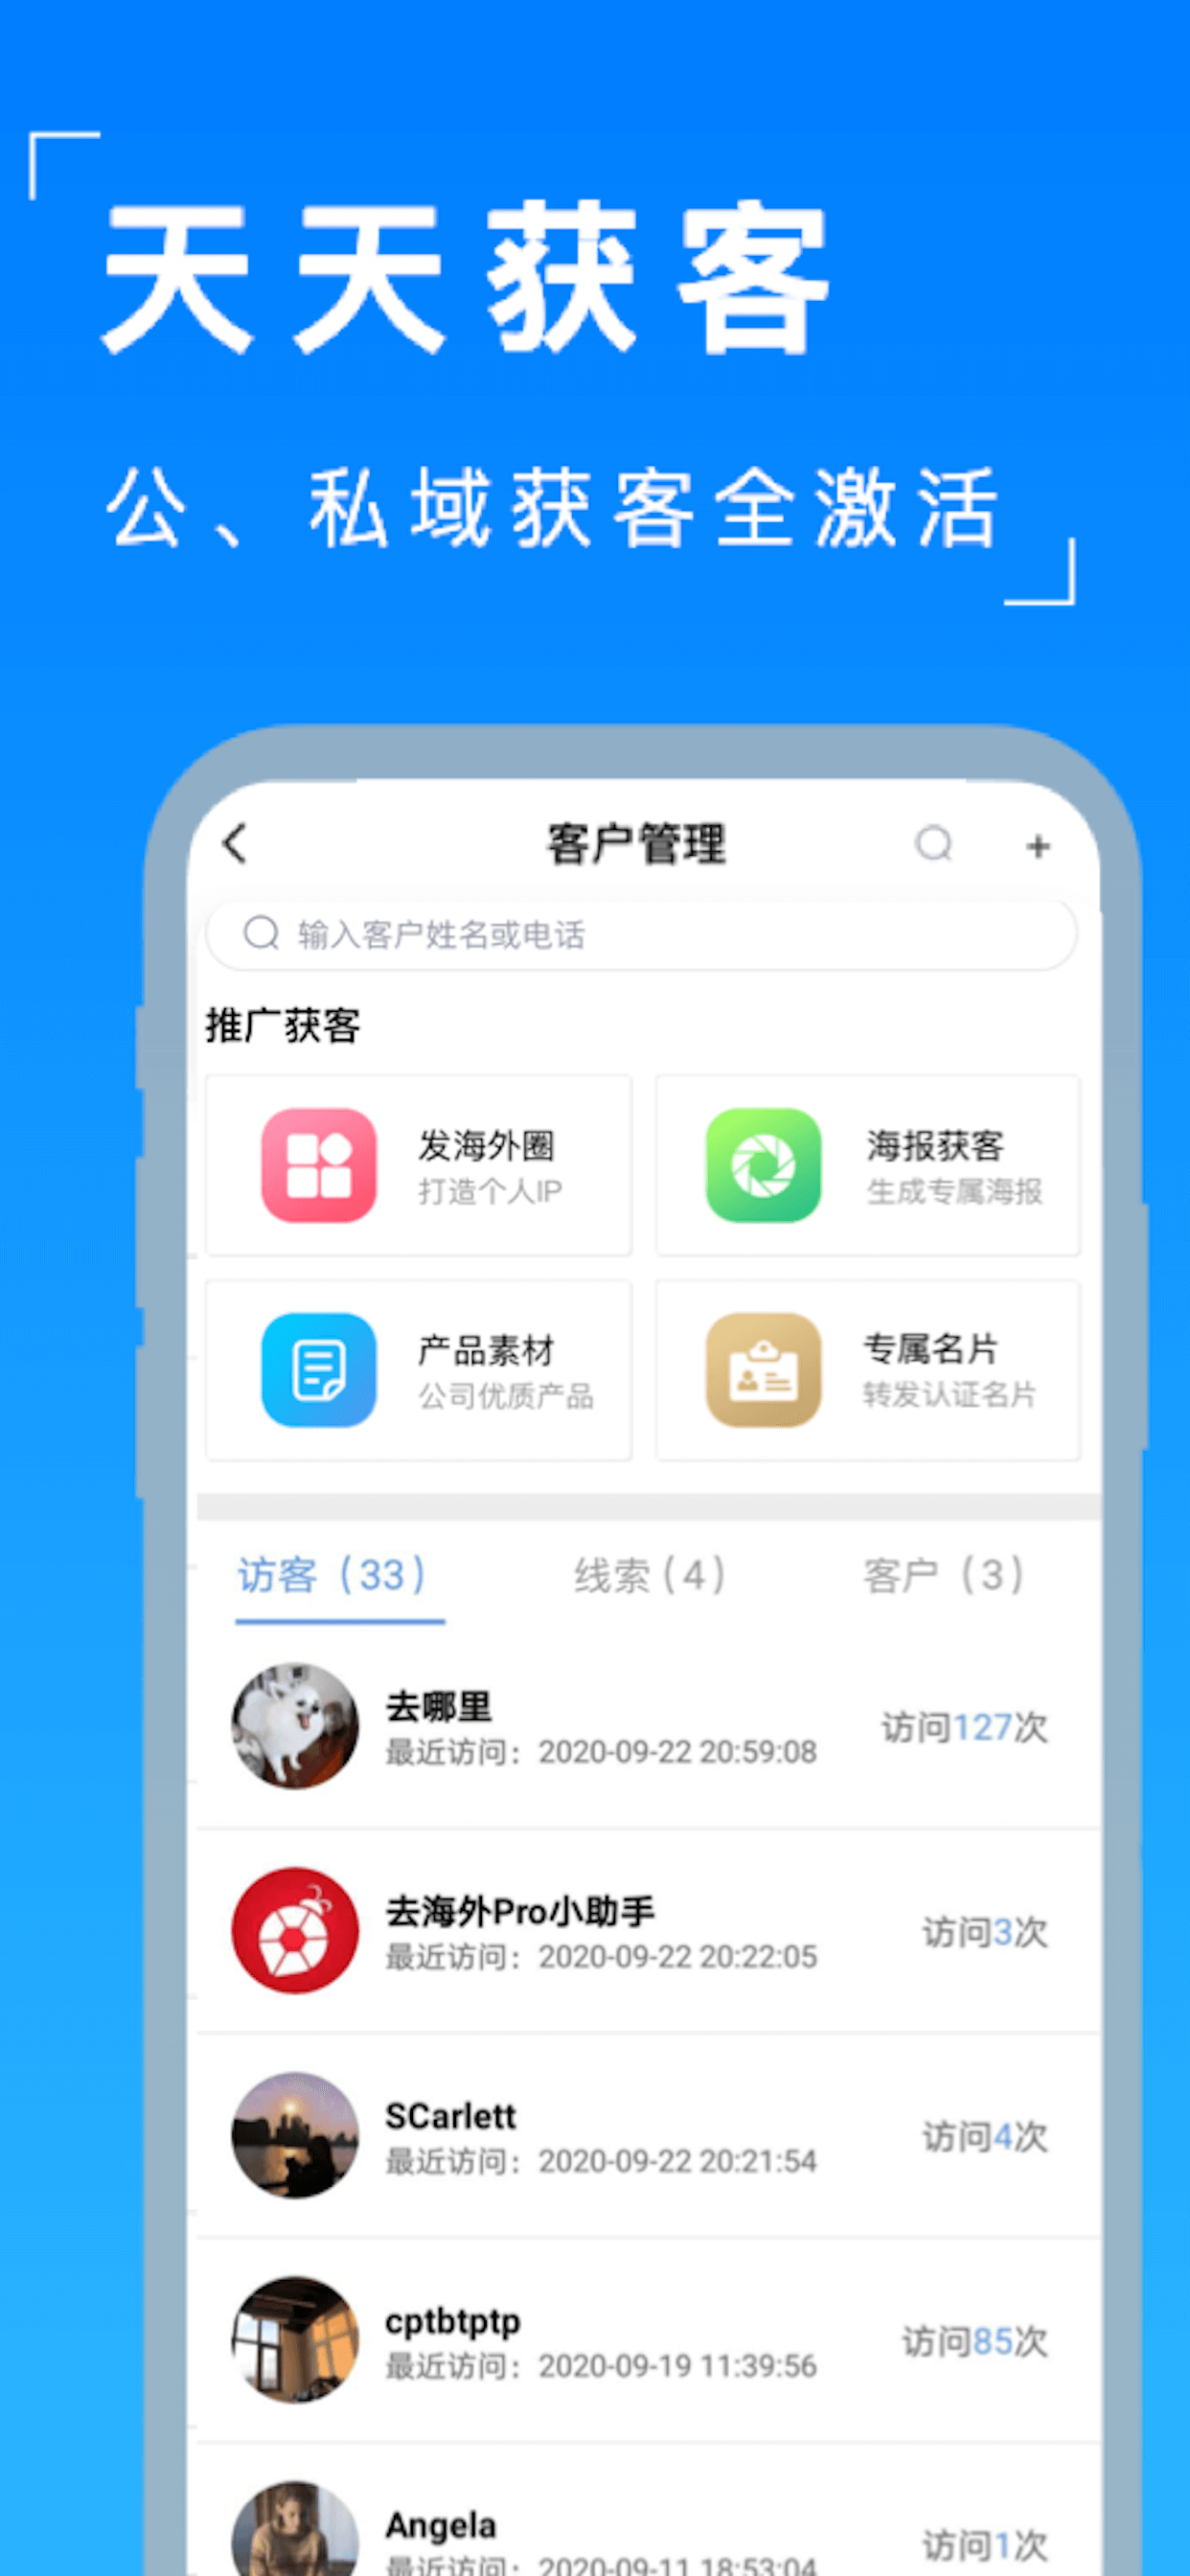 天天获客
公、私域获客全激活
客户管理
输入客户姓名或电话
推广获客
发海外圈
打造个人IP
海报获客
生成专属海报
产品素材
公司优质产品
专属名片
转发认证名片
访客（33）
线索（4）
客户（3）
去哪里
最近访问：2020-09-22 20:59:08
访问127次
去海外Pro小助手
最近访问：2020-09-22 20:22:05
访问3次
SCarlett
最近访问：2020-09-22 20:21:54
访问4次
cptbtptp
最近访问：2020-09-19 11:39:56
访问85次
Angela
最近访问：2020-09-11 18:53:04
访问1次